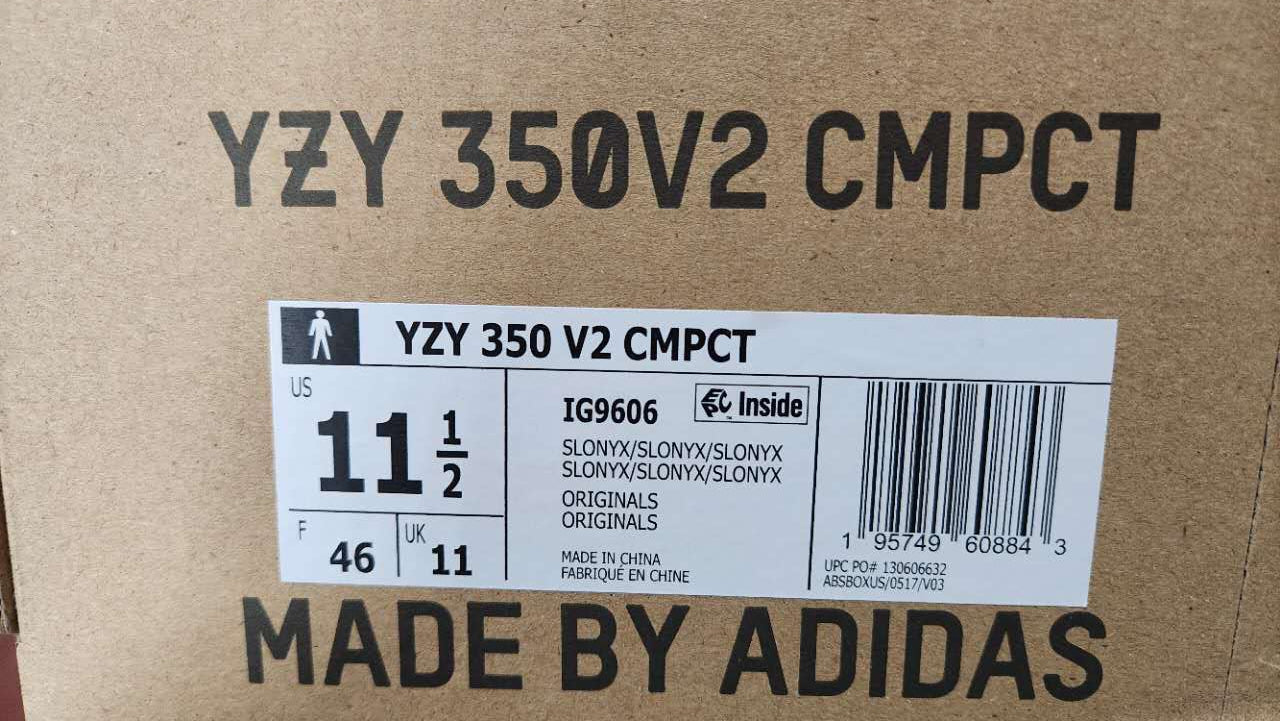 YZY 350V2 CMPCT
YZY 350 V2 CMPCT
US
11 1/2
F
46
UK
11
IG9606
EC Inside
™
SLONYX/SLONYX/SLONYX
SLONYX/SLONYX/SLONYX
ORIGINALS
ORIGINALS
MADE IN CHINA
FABRIQUÉ EN CHINE
1 95749 60884 3
UPC PO# 130606632
ABSBOXUS/0517/V03
MADE BY ADIDAS